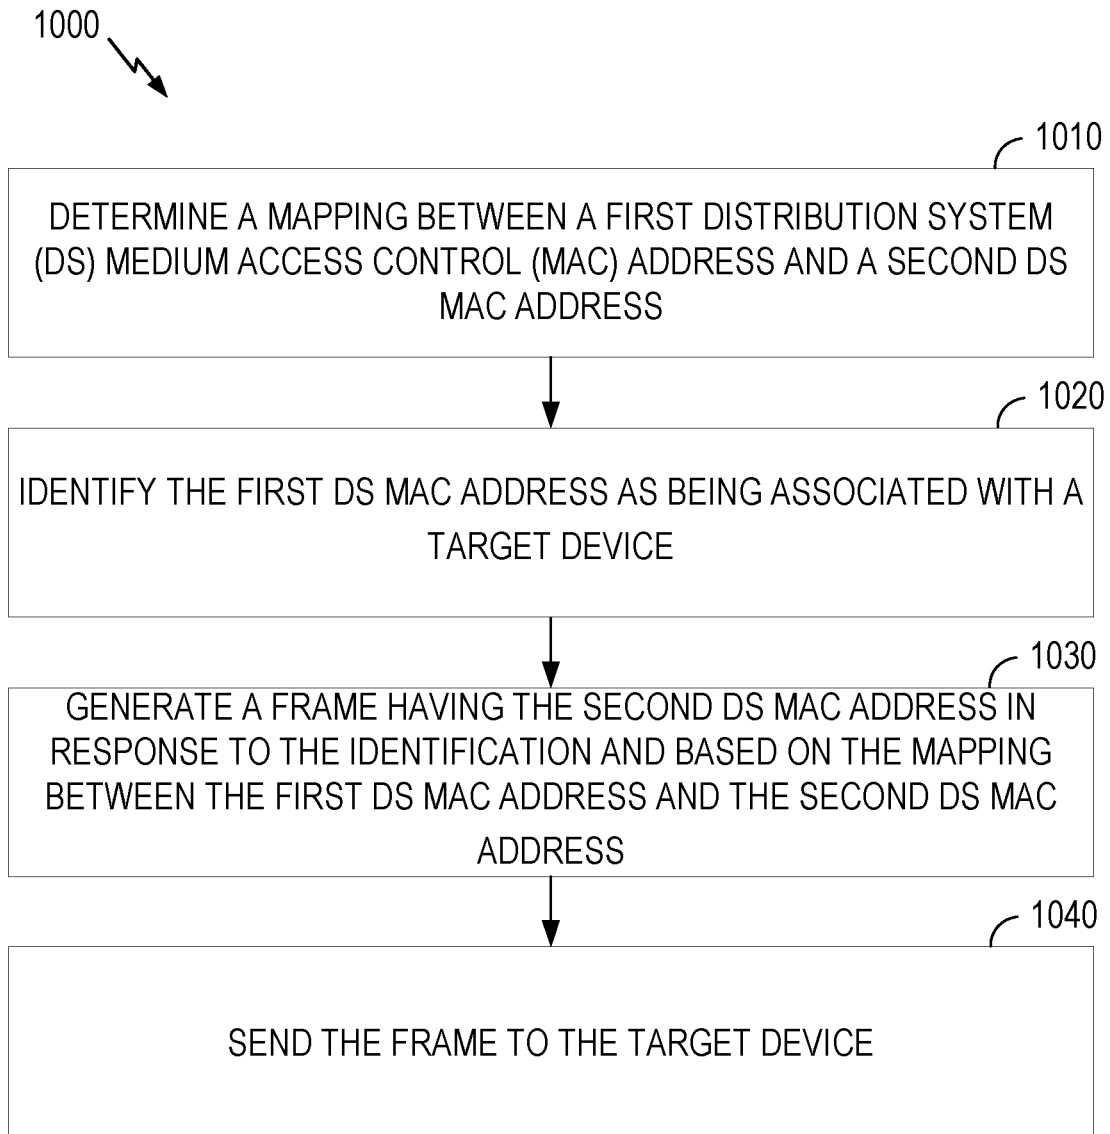 1000
1010
DETERMINE A MAPPING BETWEEN A FIRST DISTRIBUTION SYSTEM
(DS) MEDIUM ACCESS CONTROL (MAC) ADDRESS AND A SECOND DS
MAC ADDRESS
1020
IDENTIFY THE FIRST DS MAC ADDRESS AS BEING ASSOCIATED WITH A
TARGET DEVICE
1030
GENERATE A FRAME HAVING THE SECOND DS MAC ADDRESS IN
RESPONSE TO THE IDENTIFICATION AND BASED ON THE MAPPING
BETWEEN THE FIRST DS MAC ADDRESS AND THE SECOND DS MAC
ADDRESS
1040
SEND THE FRAME TO THE TARGET DEVICE